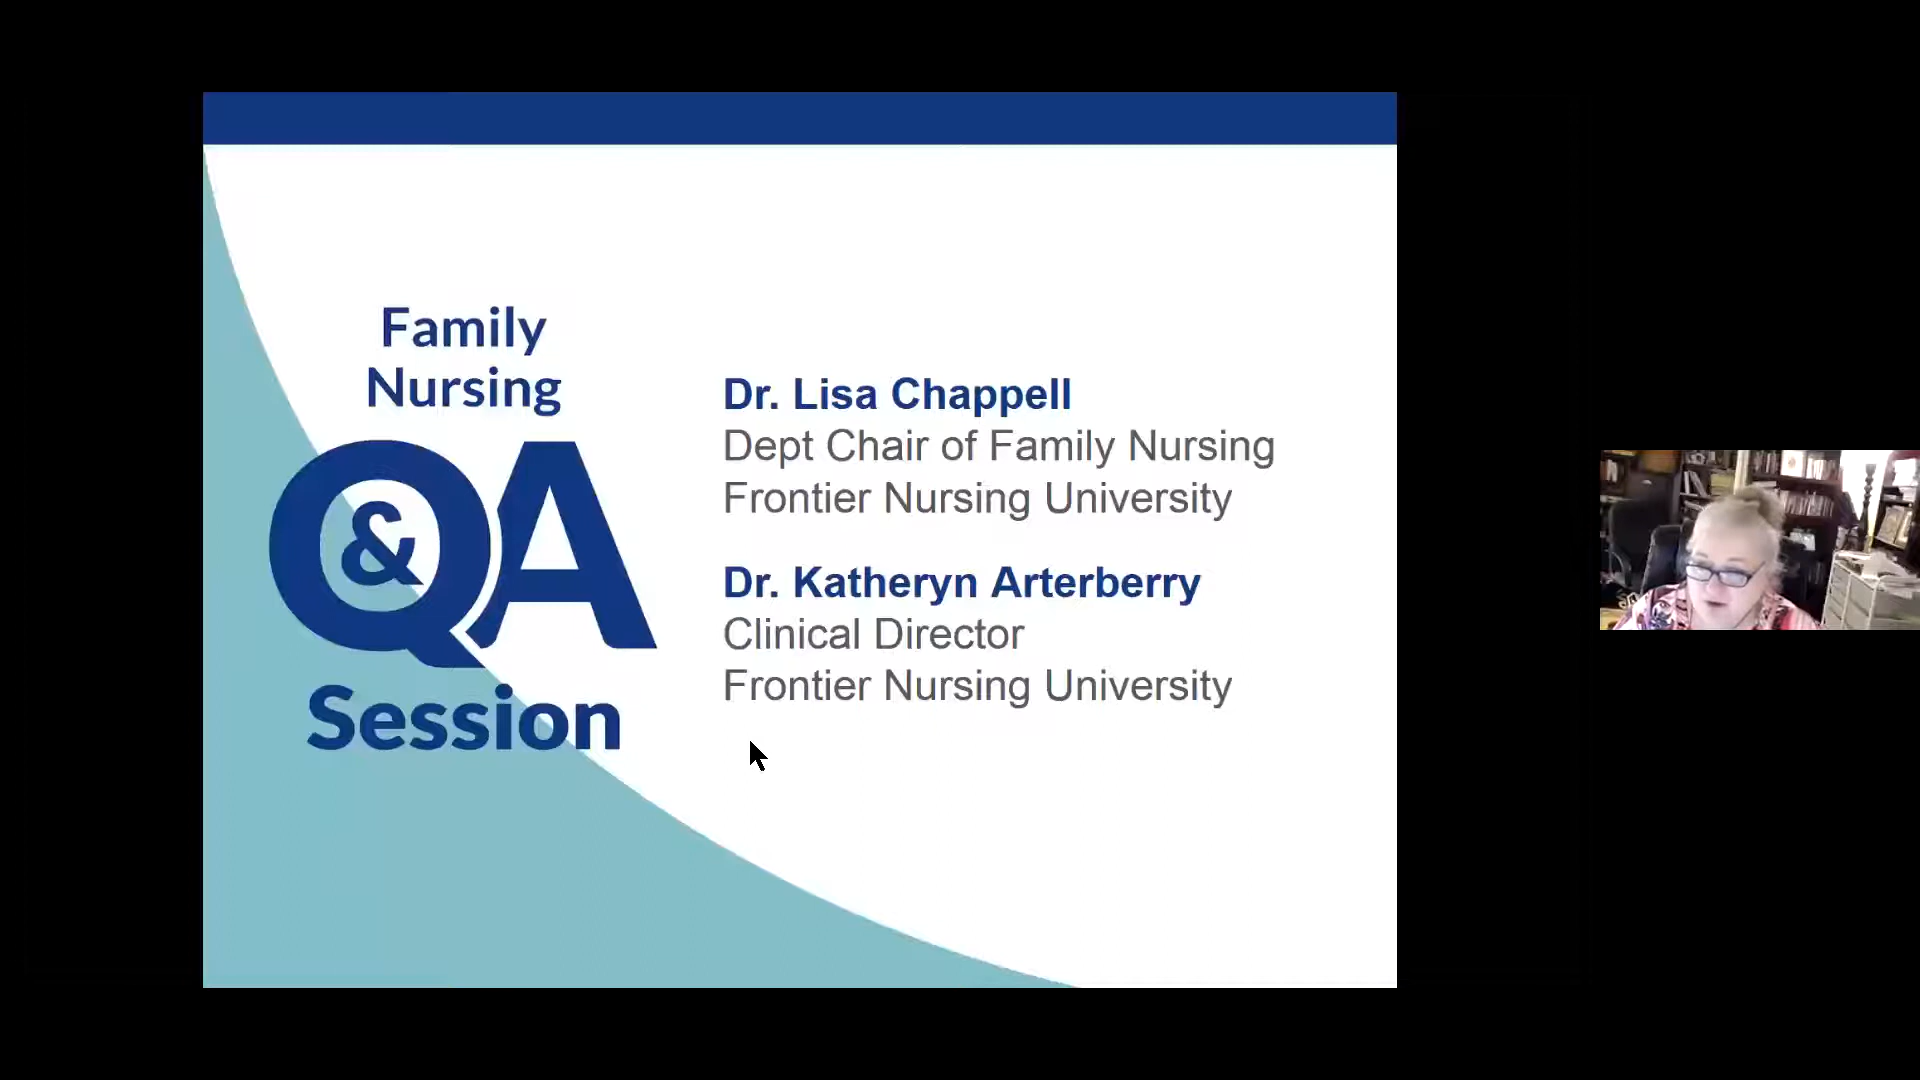 Family
Nursing
Q&A
Session
Dr. Lisa Chappell
Dept Chair of Family Nursing
Frontier Nursing University
Dr. Katheryn Arterberry
Clinical Director
Frontier Nursing University